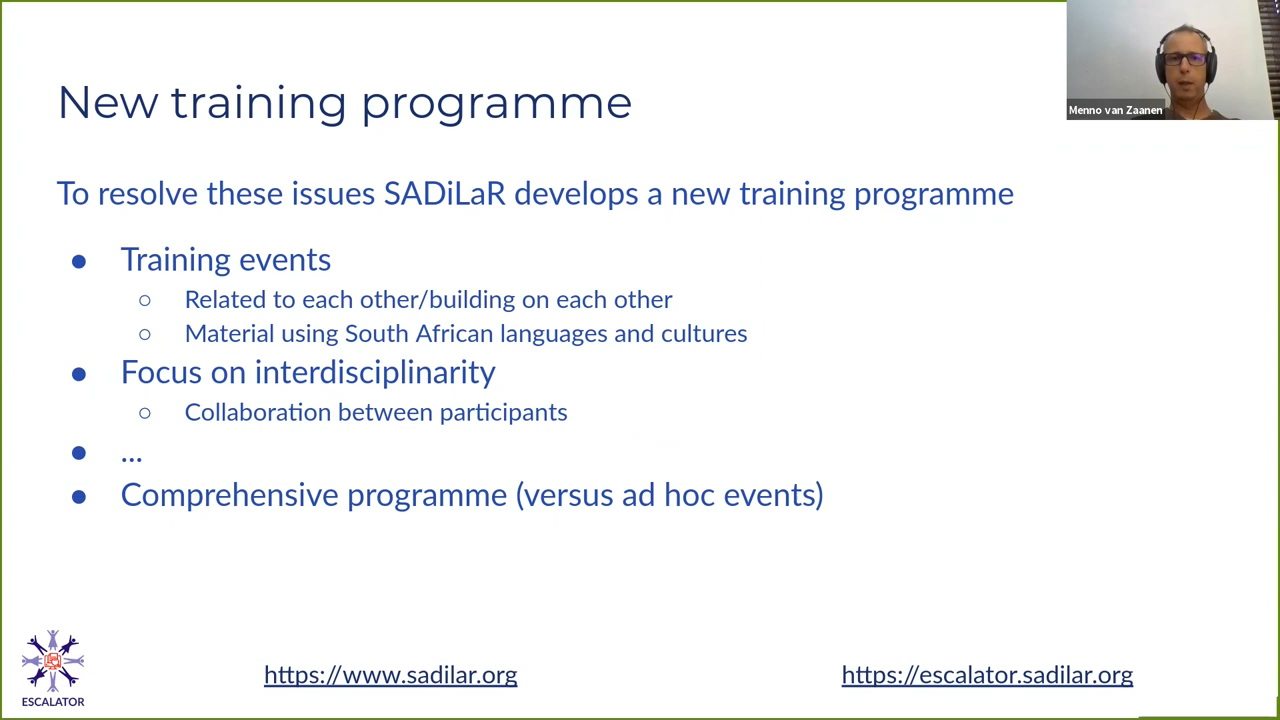 New training programme
Menno van Zaanen
To resolve these issues SADiLaR develops a new training programme
● Training events
○ Related to each other/building on each other
○ Material using South African languages and cultures
● Focus on interdisciplinarity
○ Collaboration between participants
● ...
● Comprehensive programme (versus ad hoc events)
ESCALATOR
https://www.sadilar.org
https://escalator.sadilar.org